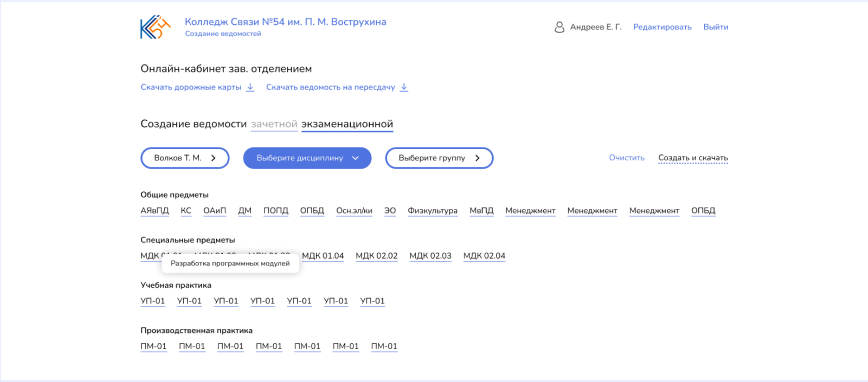 Колледж Связи №54 им. П. М. Вострухина
Создание ведомостей
Андреев Е. Г. Редактировать Выйти
Онлайн-кабинет зав. отделением
Скачать дорожные карты Скачать ведомость на пересдачу
Создание ведомости зачетной экзаменационной
Волков Т. М. Выберите дисциплину Выберите группу Очистить Создать и скачать
Общие предметы
АЯвПД КС ОАиП ДМ ПОПД ОПБД Осн.эл/ки ЭО Физкультура МвПД Менеджмент Менеджмент Менеджмент ОПБД
Специальные предметы
МДК МДК 01.04 МДК 02.02 МДК 02.03 МДК 02.04
Разработка программных модулей
Учебная практика
УП-01 УП-01 УП-01 УП-01 УП-01 УП-01 УП-01
Производственная практика
ПМ-01 ПМ-01 ПМ-01 ПМ-01 ПМ-01 ПМ-01 ПМ-01